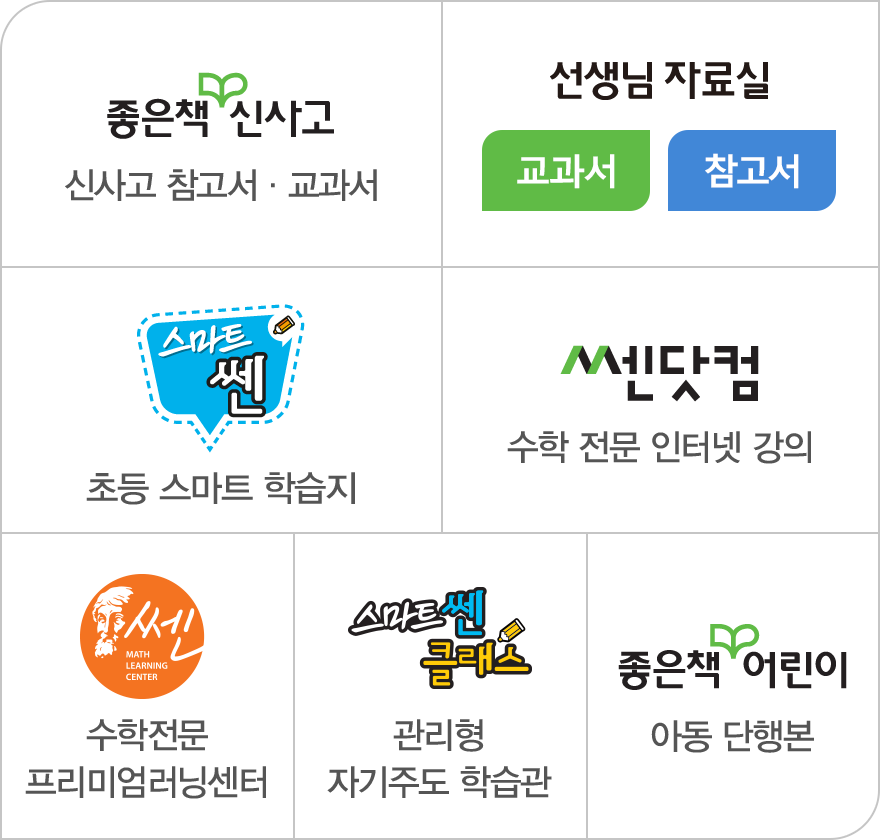 좋은책 신사고
신사고 참고서 · 교과서
선생님 자료실
교과서 참고서
스마트
쎈
초등 스마트 학습지
쎈닷컴
수학 전문 인터넷 강의
쎈
MATH
LEARNING
CENTER
수학전문
프리미엄러닝센터
스마트쎈
클래스
관리형
자기주도 학습관
좋은책 어린이
아동 단행본